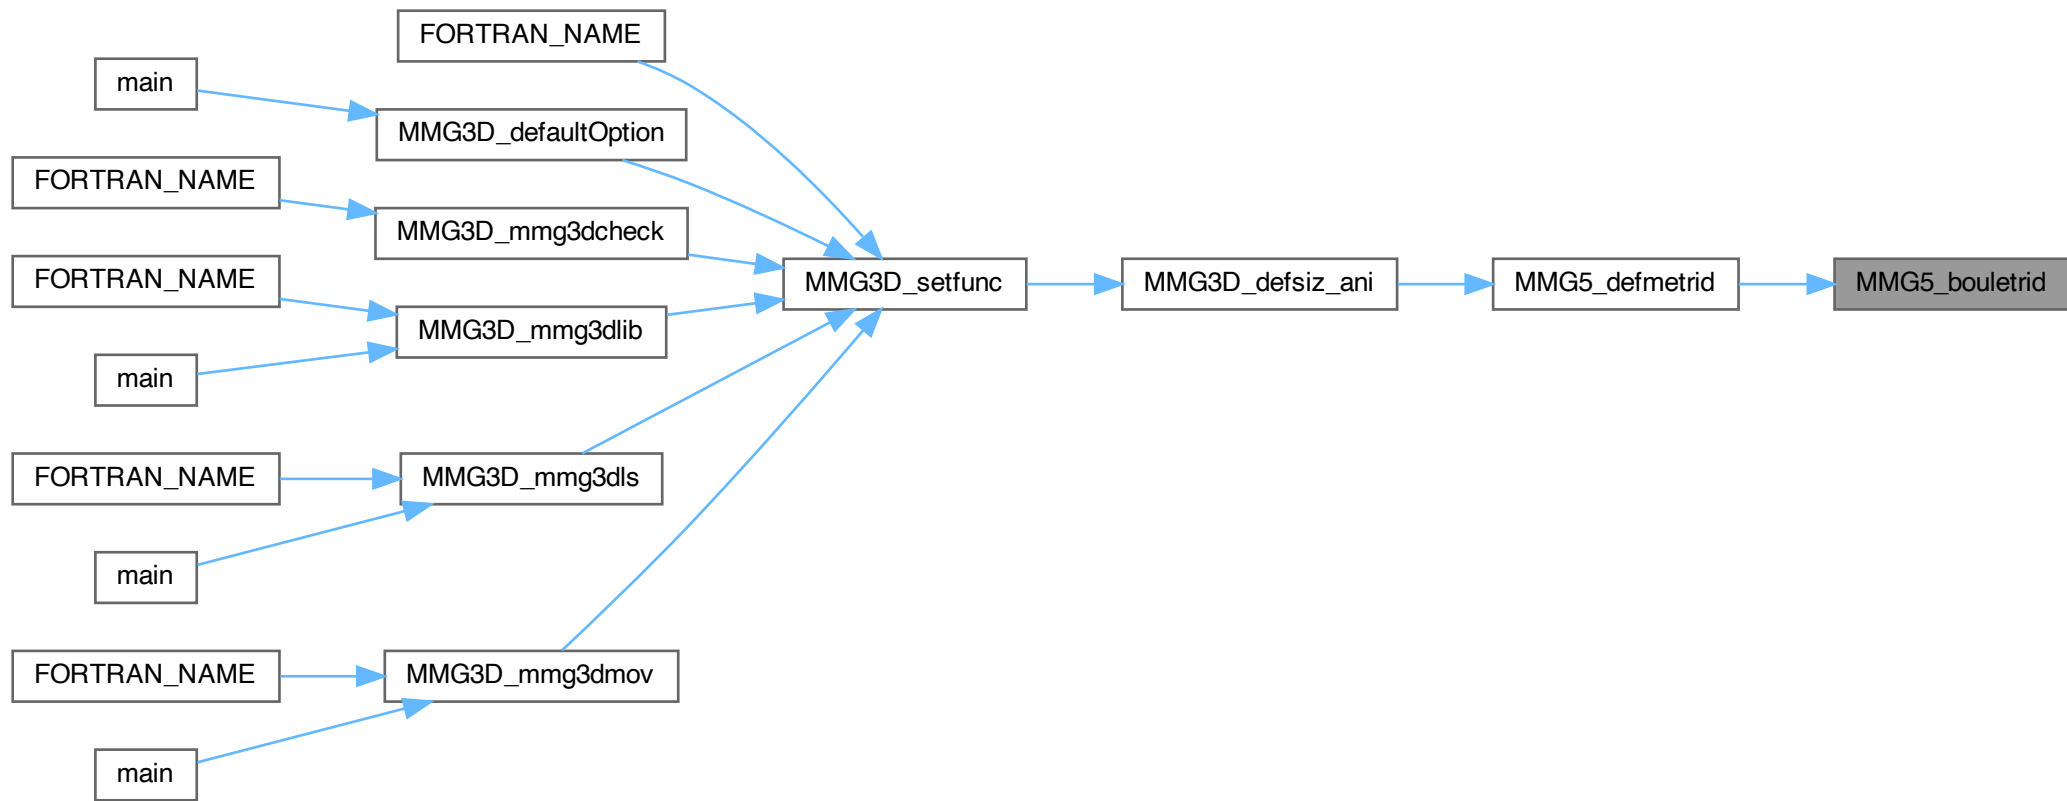 FORTRAN_NAME
main
MMG3D_defaultOption
FORTRAN_NAME
MMG3D_mmg3dcheck
FORTRAN_NAME
MMG3D_setfunc
MMG3D_defsiz_ani
MMG5_defmetrid
MMG5_bouletrid
MMG3D_mmg3dlib
main
FORTRAN_NAME
MMG3D_mmg3dls
main
FORTRAN_NAME
MMG3D_mmg3dmov
main